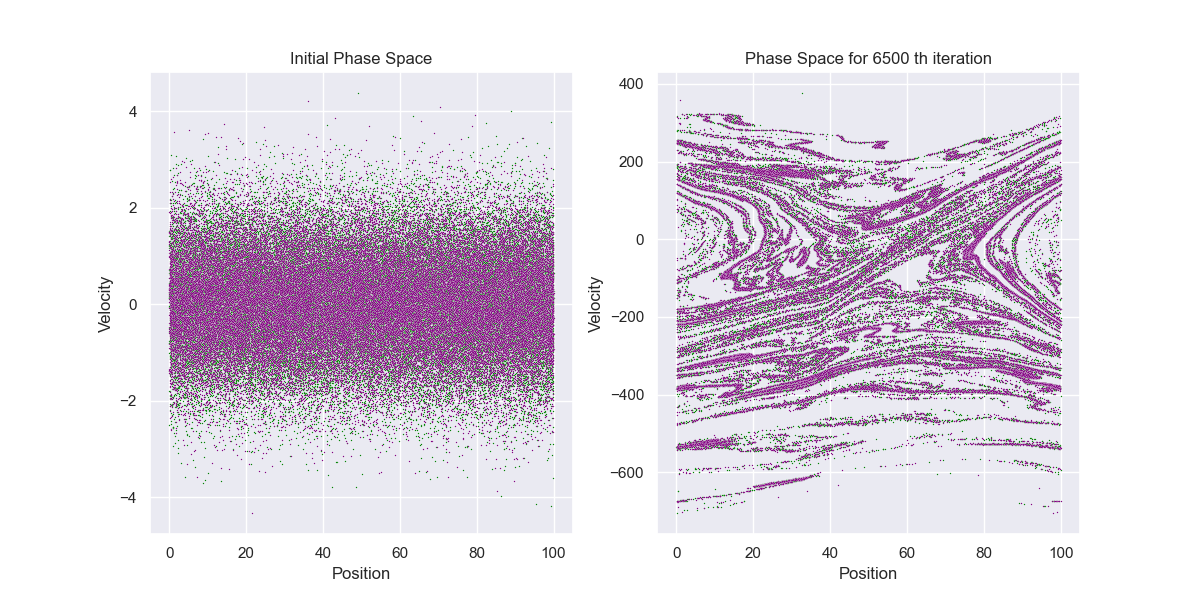 Initial Phase Space
4
2
0
−2
−4
Velocity
0 20 40 60 80 100
Position
Phase Space for 6500 th iteration
400
200
0
−200
−400
−600
Velocity
0 20 40 60 80 100
Position